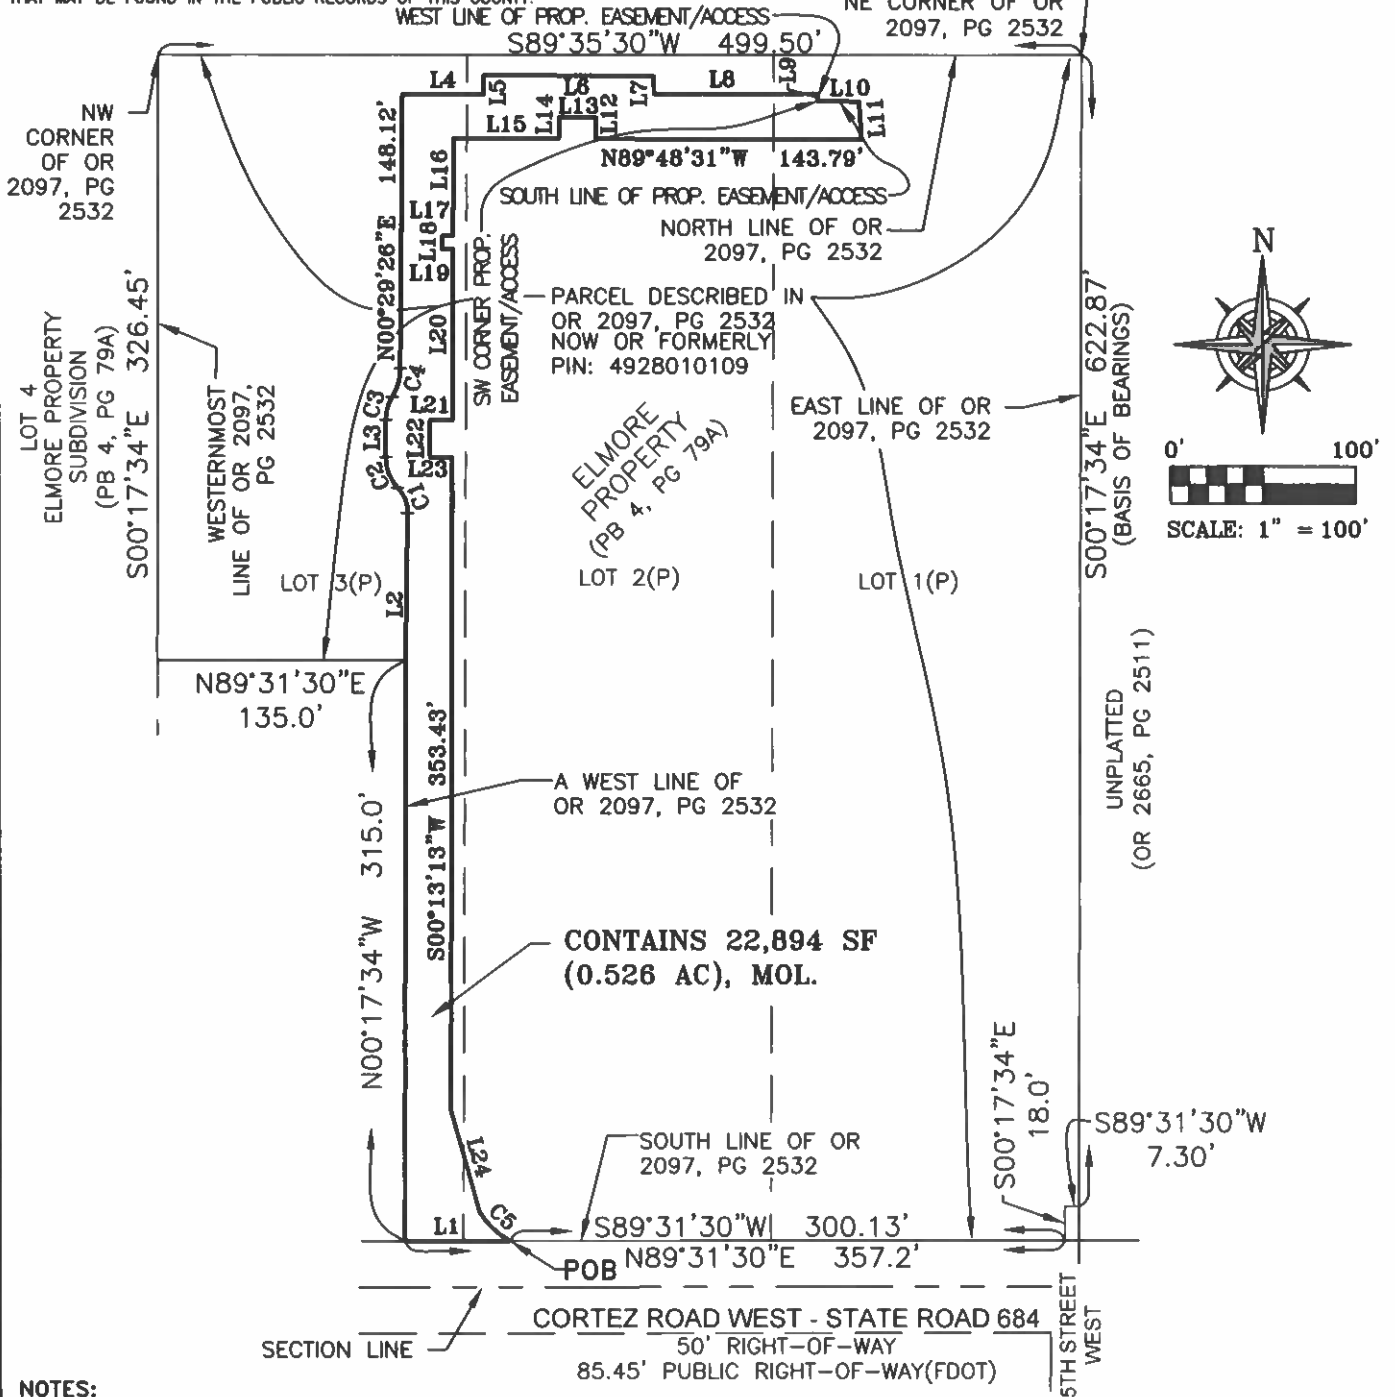 THAT MAY BE FOUND IN THE PUBLIC RECORDS OF THIS COUNTY.
WEST LINE OF PROP. EASEMENT/ACCESS
NE CORNER OF OR
2097, PG 2532
S89°35'30"W 499.50'
NW
CORNER
OF OR
2097, PG
2532
L4
L5
L6
L7
L8
L9
L10
L11
L12
L13
L14
L15
L16
N89°48'31"W 143.79'
148.12'
N00°29'26"E
SOUTH LINE OF PROP. EASEMENT/ACCESS
NORTH LINE OF OR
2097, PG 2532
L17
L18
L19
L20
SW CORNER PROP.
EASEMENT/ACCESS
PARCEL DESCRIBED IN
OR 2097, PG 2532
NOW OR FORMERLY
PIN: 4928010109
N
LOT 4
ELMORE PROPERTY
SUBDIVISION
(PB 4, PG 79A)
S00°17'34"E 326.45'
WESTERNMOST
LINE OF OR 2097,
PG 2532
C4
C3
L21
L3
L22
C2
L23
C1
ELMORE
PROPERTY
(PB 4, PG 79A)
EAST LINE OF OR
2097, PG 2532
S00°17'34"E 622.87'
(BASIS OF BEARINGS)
0' 100'
SCALE: 1" = 100'
LOT 3(P)
LOT 2(P)
LOT 1(P)
L2
N89°31'30"E
135.0'
UNPLATTED
(OR 2665, PG 2511)
A WEST LINE OF
OR 2097, PG 2532
N00°17'34"W 315.0'
S00°13'13"W 353.43'
CONTAINS 22,894 SF
(0.526 AC), MOL.
S00°17'34"E
18.0'
S89°31'30"W
7.30'
L24
SOUTH LINE OF OR
2097, PG 2532
C5
L1
S89°31'30"W 300.13'
N89°31'30"E 357.2'
POB
CORTEZ ROAD WEST - STATE ROAD 684
SECTION LINE
50' RIGHT-OF-WAY
85.45' PUBLIC RIGHT-OF-WAY(FDOT)
5TH STREET
WEST
NOTES: